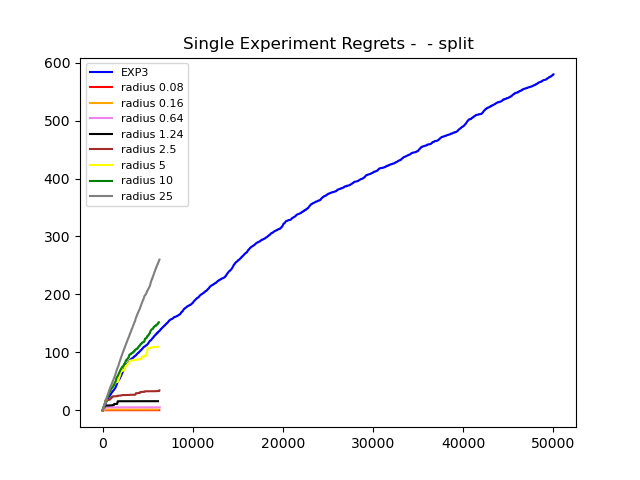 Single Experiment Regrets -  - split
600
500
400
300
200
100
0
EXP3
radius 0.08
radius 0.16
radius 0.64
radius 1.24
radius 2.5
radius 5
radius 10
radius 25
0 10000 20000 30000 40000 50000